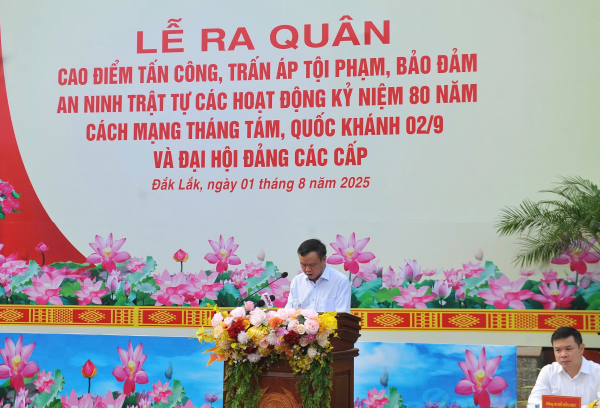 LỄ RA QUÂN
CAO ĐIỂM TẤN CÔNG, TRẤN ÁP TỘI PHẠM, BẢO ĐẢM
AN NINH TRẬT TỰ CÁC HOẠT ĐỘNG KỶ NIỆM 80 NĂM
CÁCH MẠNG THÁNG TÁM, QUỐC KHÁNH 02/9
VÀ ĐẠI HỘI ĐẢNG CÁC CẤP
Đắk Lắk, ngày 01 tháng 8 năm 2025